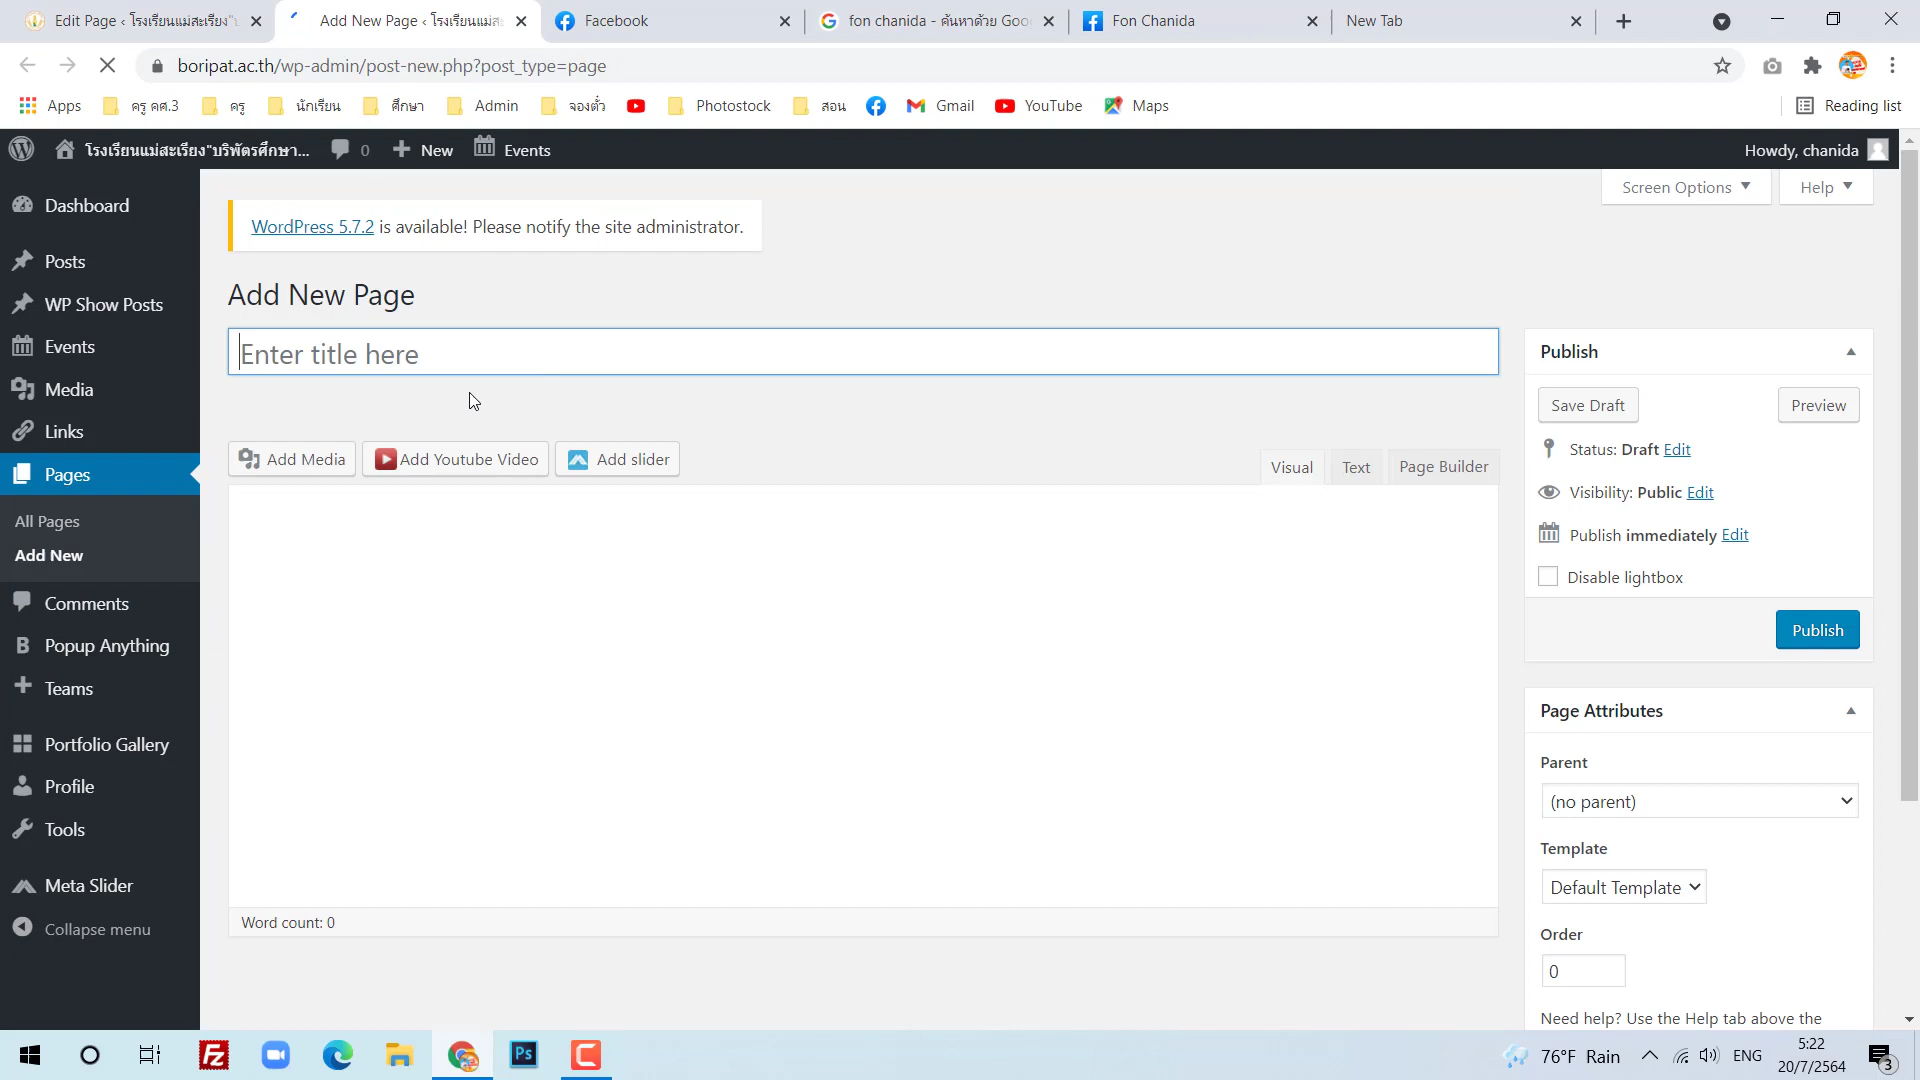 Edit Page ‹ โรงเรียนแม่สะเรียง"บ
Add New Page ‹ โรงเรียนแม่สะ
Facebook
fon chanida - ค้นหาด้วย Goo
Fon Chanida
New Tab
boripat.ac.th/wp-admin/post-new.php?post_type=page
Apps
ครู คศ.3
ครู
นักเรียน
ศึกษา
Admin
จองตั๋ว
Photostock
สอน
Gmail
YouTube
Maps
Reading list
โรงเรียนแม่สะเรียง"บริพัตรศึกษา...
0
New
Events
Howdy, chanida
Screen Options
Help
Dashboard
Posts
WP Show Posts
Events
Media
Links
Pages
All Pages
Add New
Comments
Popup Anything
Teams
Portfolio Gallery
Profile
Tools
Meta Slider
Collapse menu
WordPress 5.7.2 is available! Please notify the site administrator.
Add New Page
Enter title here
Add Media
Add Youtube Video
Add slider
Visual
Text
Page Builder
Word count: 0
Publish
Save Draft
Preview
Status: Draft Edit
Visibility: Public Edit
Publish immediately Edit
Disable lightbox
Publish
Page Attributes
Parent
(no parent)
Template
Default Template
Order
0
Need help? Use the Help tab above the
Ps
76°F Rain
ENG
5:22
20/7/2564
3